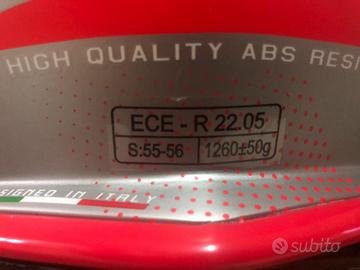 HIGH QUALITY ABS RESI
ECE - R 22.05
S:55-56 1260±50g
SIGNED IN ITALY
subito